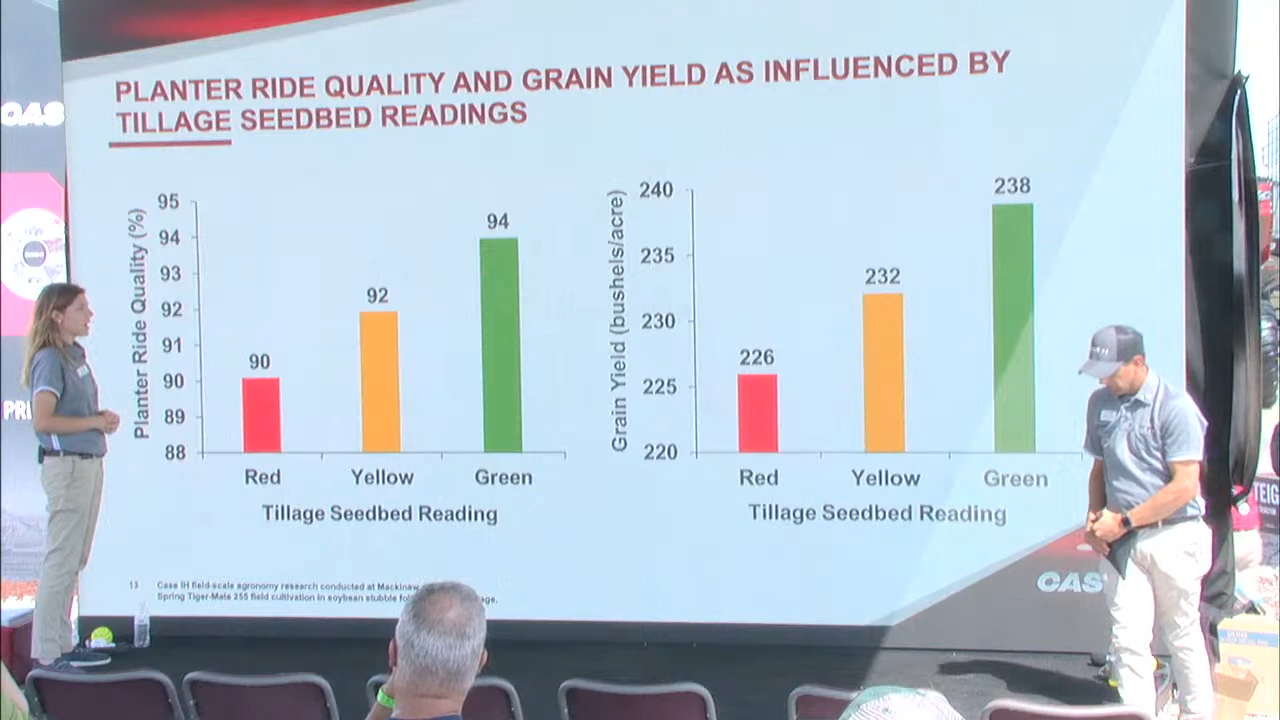 PLANTER RIDE QUALITY AND GRAIN YIELD AS INFLUENCED BY
TILLAGE SEEDBED READINGS
CAS
Planter Ride Quality (%)
95
94
93
92
91
90
89
88
90
92
94
Red
Yellow
Green
Tillage Seedbed Reading
Grain Yield (bushels/acre)
240
235
230
225
220
226
232
238
Red
Yellow
Green
Tillage Seedbed Reading
13
Case IH field-scale agronomy research conducted at Mackinaw
Spring Tiger-Mate 255 field cultivation in soybean stubble
CAS
PRI
TEIG